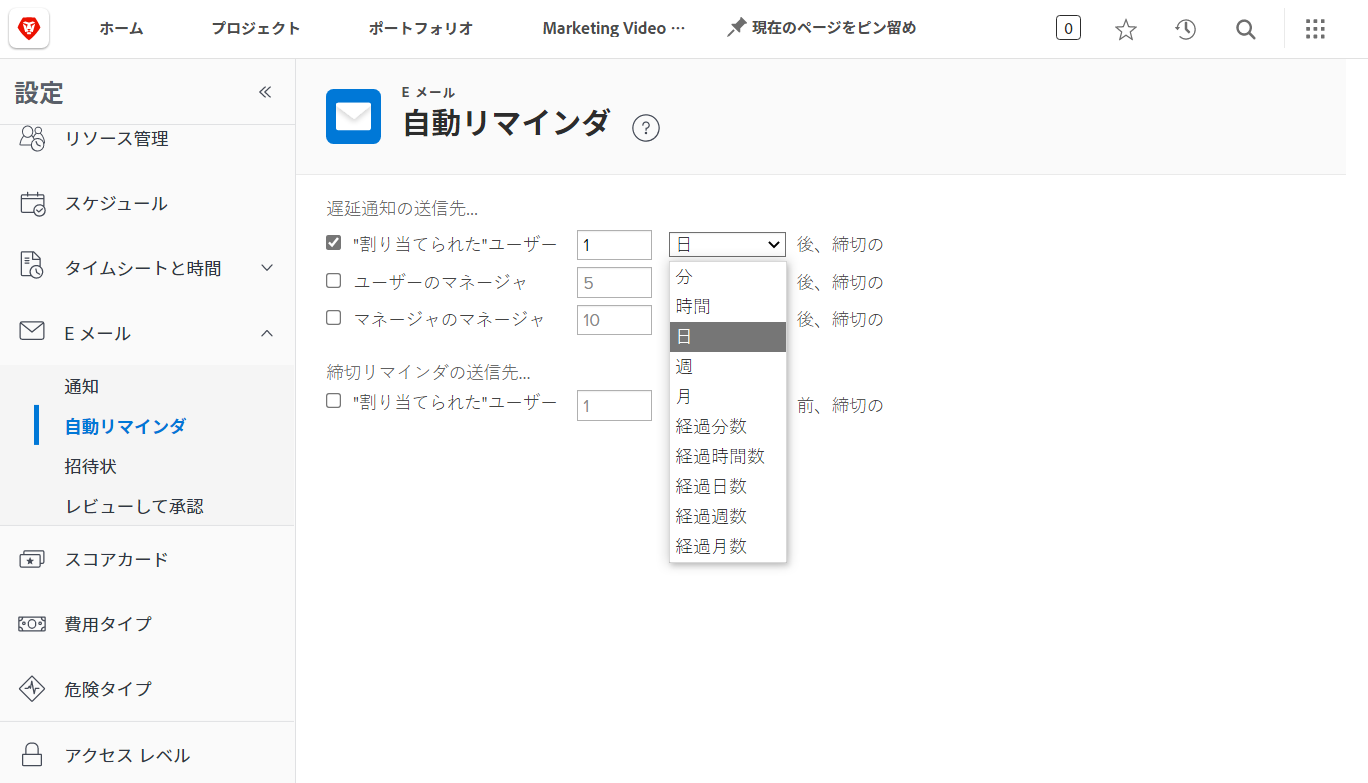 ホーム プロジェクト ポートフォリオ Marketing Video … 現在のページをピン留め 0
設定
リソース管理
スケジュール
タイムシートと時間
E メール
通知
自動リマインダ
招待状
レビューして承認
スコアカード
費用タイプ
危険タイプ
アクセス レベル
E メール
自動リマインダ ?
遅延通知の送信先...
"割り当てられた"ユーザー 1 日 後、締切の
ユーザーのマネージャ 5 後、締切の
マネージャのマネージャ 10 後、締切の
締切リマインダの送信先...
"割り当てられた"ユーザー 1 前、締切の
分
時間
日
週
月
経過分数
経過時間数
経過日数
経過週数
経過月数